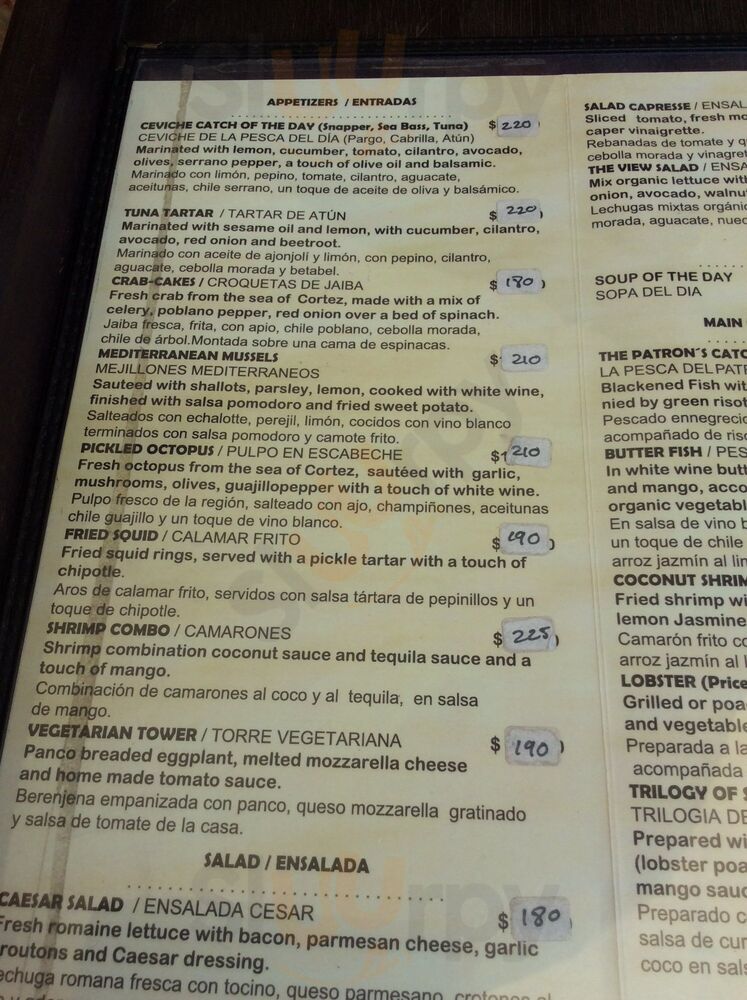 APPETIZERS / ENTRADAS
CEVICHE CATCH OF THE DAY (Snapper, Sea Bass, Tuna) $ 220
CEVICHE DE LA PESCA DEL DÍA (Pargo, Cabrilla, Atún)
Marinated with lemon, cucumber, tomato, cilantro, avocado,
olives, serrano pepper, a touch of olive oil and balsamic.
Marinado con limón, pepino, tomate, cilantro, aguacate,
aceitunas, chile serrano, un toque de aceite de oliva y balsámico.
TUNA TARTAR / TARTAR DE ATÚN $ 220
Marinated with sesame oil and lemon, with cucumber, cilantro,
avocado, red onion and beetroot.
Marinado con aceite de ajonjolí y limón, con pepino, cilantro,
aguacate, cebolla morada y betabel.
CRAB-CAKES / CROQUETAS DE JAIBA $ 180
Fresh crab from the sea of Cortez, made with a mix of
celery, poblano pepper, red onion over a bed of spinach.
Jaiba fresca, frita, con apio, chile poblano, cebolla morada,
chile de árbol.Montada sobre una cama de espinacas.
MEDITERRANEAN MUSSELS $ 210
MEJILLONES MEDITERRANEOS
Sauteed with shallots, parsley, lemon, cooked with white wine,
finished with salsa pomodoro and fried sweet potato.
Salteados con echalotte, perejil, limón, cocidos con vino blanco
terminados con salsa pomodoro y camote frito.
PICKLED OCTOPUS / PULPO EN ESCABECHE $1 210
Fresh octopus from the sea of Cortez, sautéed with garlic,
mushrooms, olives, guajillopepper with a touch of white wine.
Pulpo fresco de la región, salteado con ajo, champiñones, aceitunas
chile guajillo y un toque de vino blanco.
FRIED SQUID / CALAMAR FRITO $ 190
Fried squid rings, served with a pickle tartar with a touch of
chipotle.
Aros de calamar frito, servidos con salsa tártara de pepinillos y un
toque de chipotle.
SHRIMP COMBO / CAMARONES $ 225
Shrimp combination coconut sauce and tequila sauce and a
touch of mango.
Combinación de camarones al coco y al tequila, en salsa
de mango.
VEGETARIAN TOWER / TORRE VEGETARIANA $ 190
Panco breaded eggplant, melted mozzarella cheese
and home made tomato sauce.
Berenjena empanizada con panco, queso mozzarella gratinado
y salsa de tomate de la casa.
SALAD / ENSALADA
CAESAR SALAD / ENSALADA CESAR $ 180
Fresh romaine lettuce with bacon, parmesan cheese, garlic
routons and Caesar dressing.
echuga romana fresca con tocino, queso parmesano, crotones al
SALAD CAPRESSE / ENSAL
Sliced tomato, fresh mo
caper vinaigrette.
Rebanadas de tomate y q
cebolla morada y vinagret
THE VIEW SALAD / ENSA
Mix organic lettuce with
onion, avocado, walnu
Lechugas mixtas orgánic
morada, aguacate, nuec
SOUP OF THE DAY
SOPA DEL DIA
MAIN
THE PATRON´S CATC
LA PESCA DEL PATR
Blackened Fish wit
nied by green risot
Pescado ennegrecid
acompañado de riso
BUTTER FISH / PES
In white wine butt
and mango, acco
organic vegetabl
En salsa de vino b
un toque de chile
arroz jazmín al lim
COCONUT SHRIM
Fried shrimp wi
lemon Jasmine
Camarón frito co
arroz jazmín al l
LOBSTER (Price
Grilled or poa
and vegetable
Preparada a la
acompañada
TRILOGY OF S
TRILOGIA DE
Prepared wi
(lobster poa
mango sauc
Preparado c
salsa de cur
coco en sals